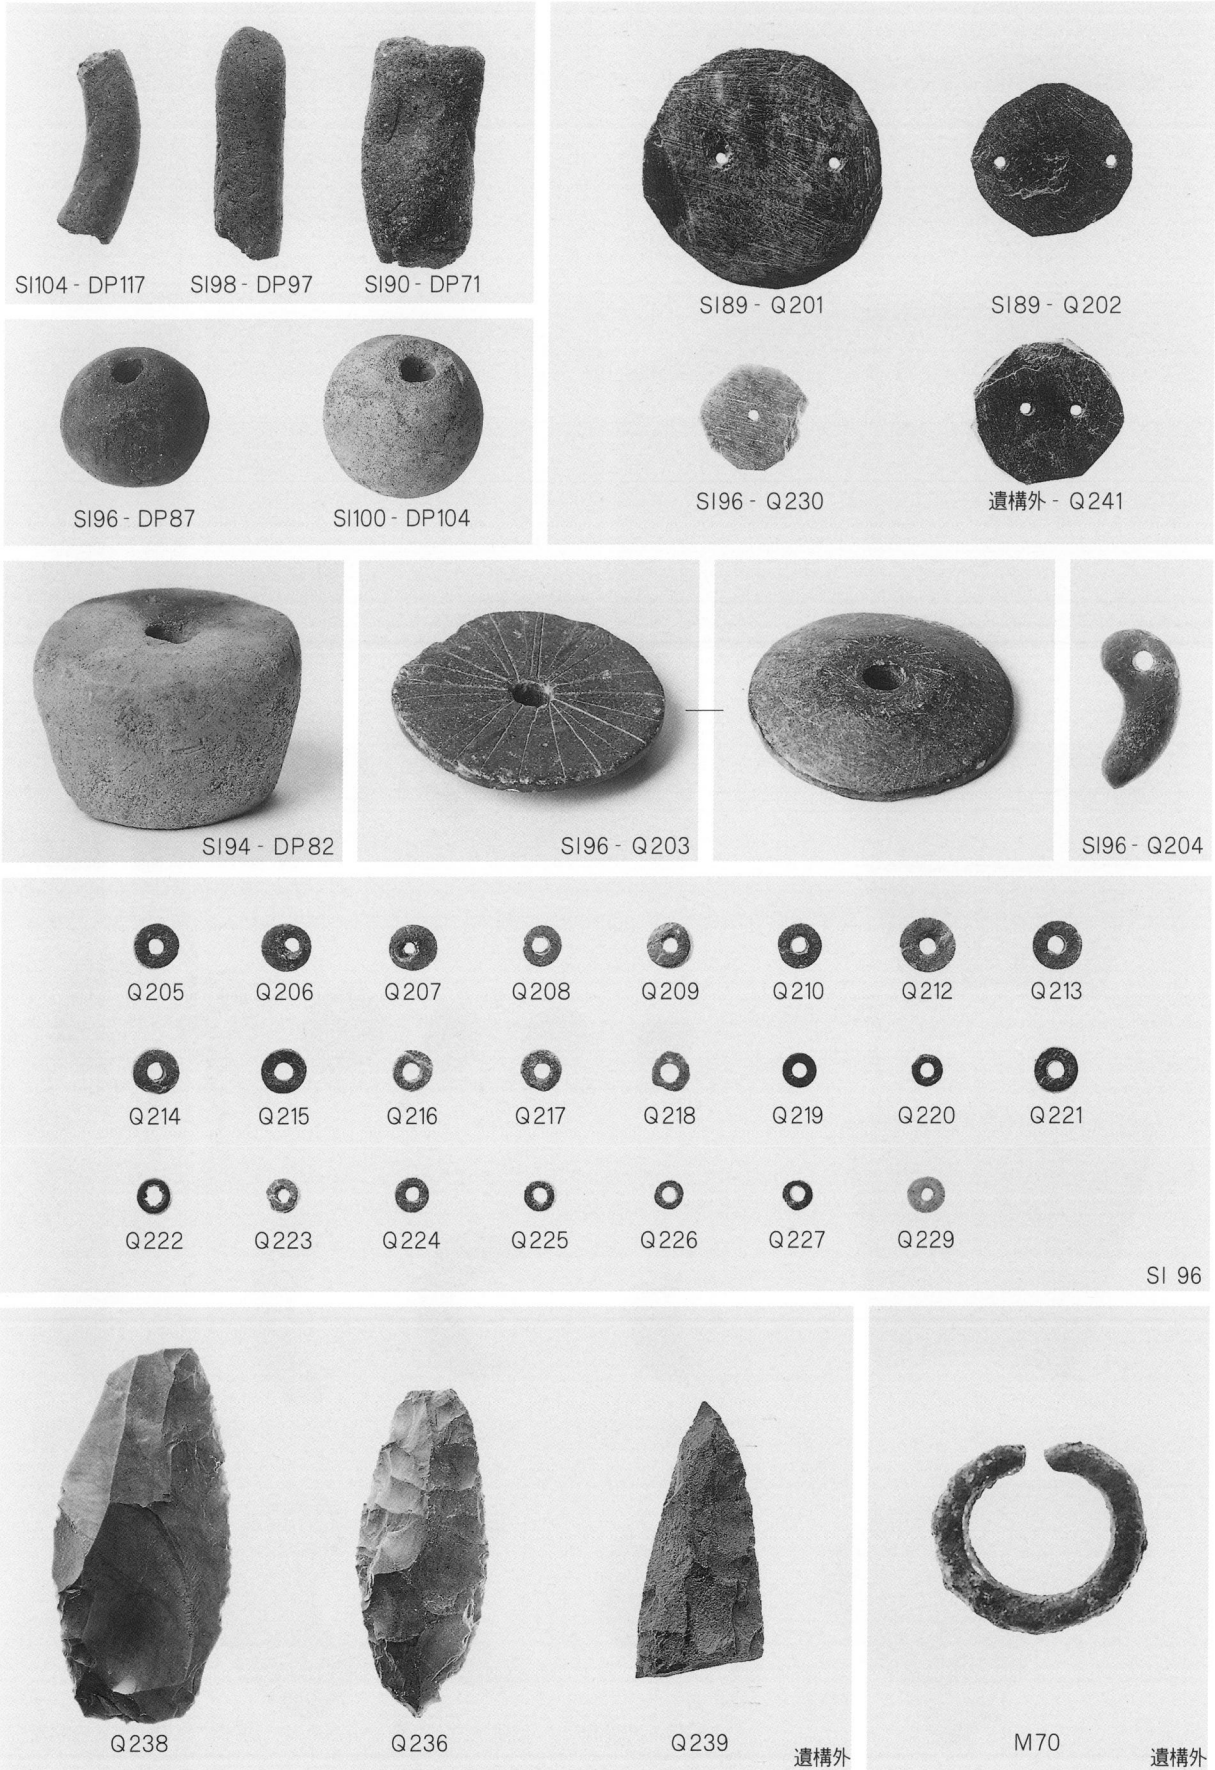 SI104 - DP117 SI98 - DP97 SI90 - DP71
SI89 - Q201 SI89 - Q202
SI96 - DP87 SI100 - DP104
SI96 - Q230 遺構外 - Q241
SI94 - DP82 SI96 - Q203 SI96 - Q204
Q205 Q206 Q207 Q208 Q209 Q210 Q212 Q213
Q214 Q215 Q216 Q217 Q218 Q219 Q220 Q221
Q222 Q223 Q224 Q225 Q226 Q227 Q229
SI 96
Q238 Q236 Q239
遺構外
M70
遺構外